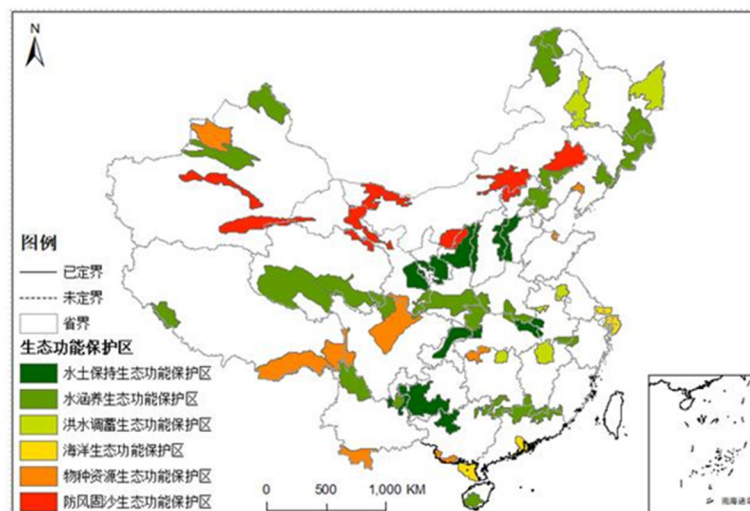 N
图例
已定界
未定界
省界
生态功能保护区
水土保持生态功能保护区
水涵养生态功能保护区
洪水调蓄生态功能保护区
海洋生态功能保护区
物种资源生态功能保护区
防风固沙生态功能保护区
0 500 1,000 KM
南海诸岛